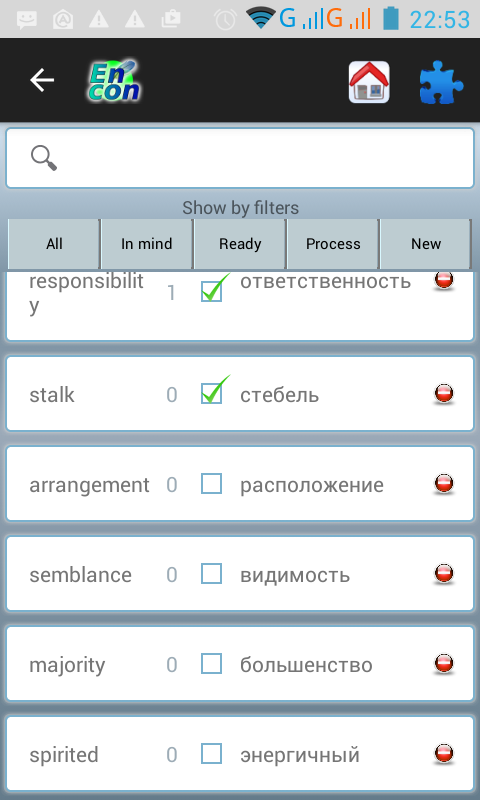 G G 22:53
En
con
Show by filters
All In mind Ready Process New
responsibilit
y 1 ответственность
stalk 0 стебель
arrangement 0 расположение
semblance 0 видимость
majority 0 большенство
spirited 0 энергичный